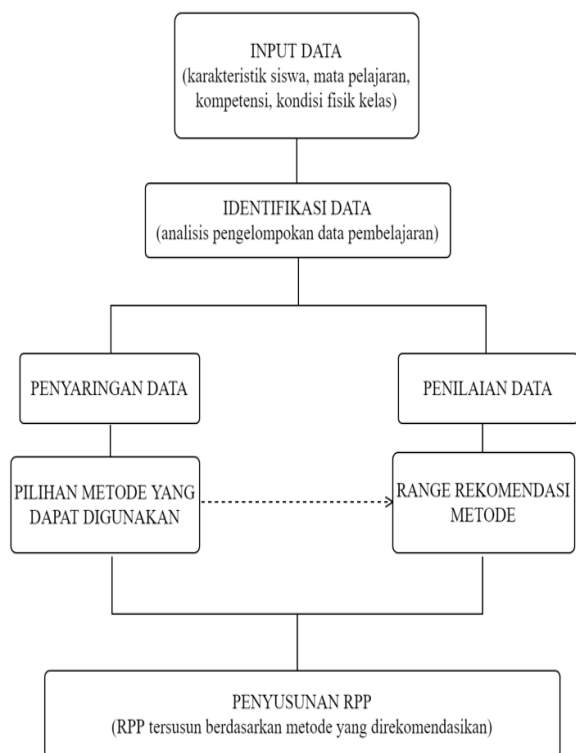 INPUT DATA
(karakteristik siswa, mata pelajaran,
kompetensi, kondisi fisik kelas)
IDENTIFIKASI DATA
(analisis pengelompokan data pembelajaran)
PENYARINGAN DATA
PENILAIAN DATA
PILIHAN METODE YANG
DAPAT DIGUNAKAN
RANGE REKOMENDASI
METODE
PENYUSUNAN RPP
(RPP tersusun berdasarkan metode yang direkomendasikan)